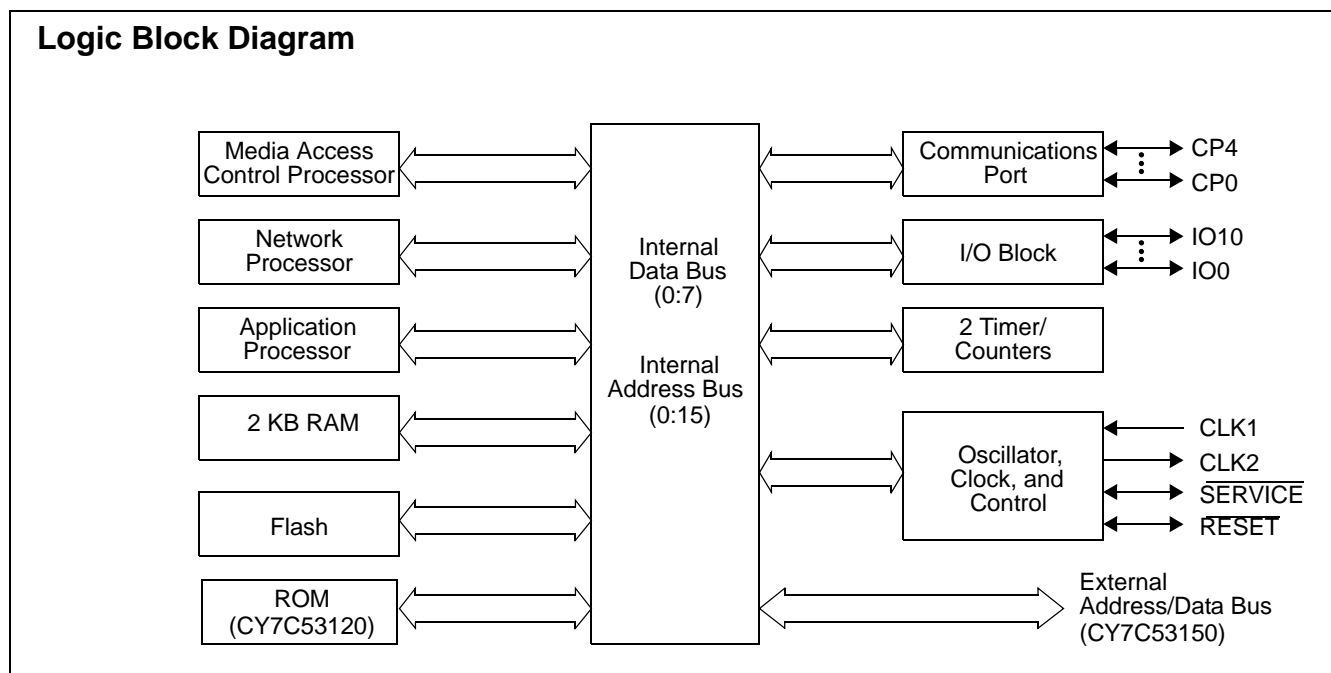 Logic Block Diagram
Media Access
Control Processor
Network
Processor
Application
Processor
2 KB RAM
Flash
ROM
(CY7C53120)
Internal
Data Bus
(0:7)
Internal
Address Bus
(0:15)
Communications
Port
I/O Block
2 Timer/
Counters
Oscillator,
Clock, and
Control
CP4
CP0
IO10
IO0
CLK1
CLK2
SERVICE
RESET
External
Address/Data Bus
(CY7C53150)